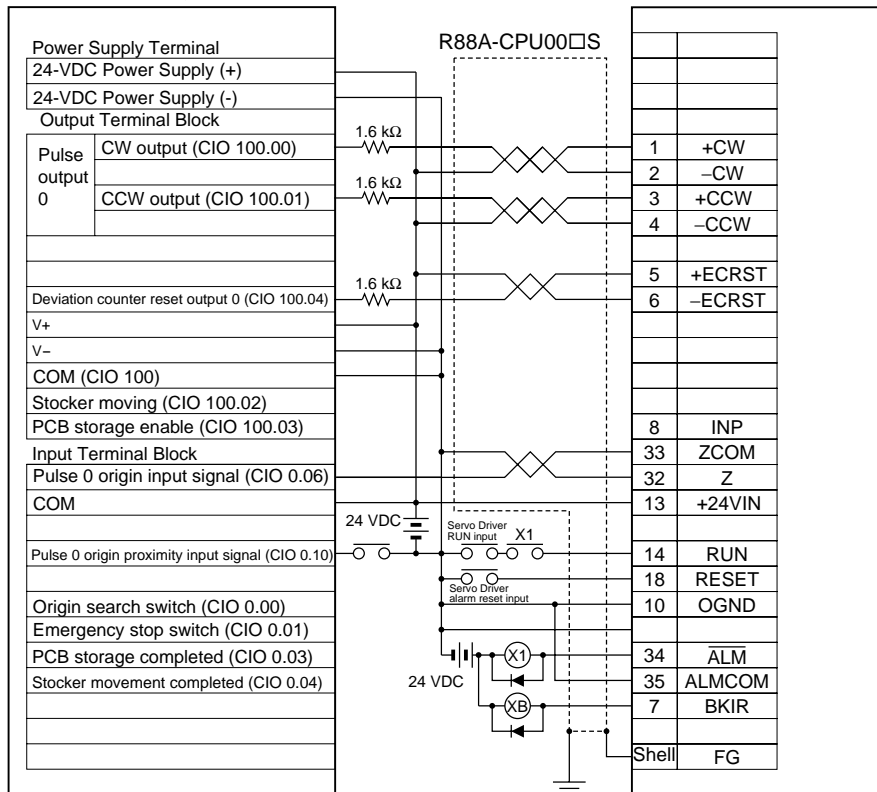 R88A-CPU00□S
Power Supply Terminal
24-VDC Power Supply (+)
24-VDC Power Supply (-)
Output Terminal Block
Pulse output 0
CW output (CIO 100.00)
CCW output (CIO 100.01)
Deviation counter reset output 0 (CIO 100.04)
V+
V−
COM (CIO 100)
Stocker moving (CIO 100.02)
PCB storage enable (CIO 100.03)
Input Terminal Block
Pulse 0 origin input signal (CIO 0.06)
COM
Pulse 0 origin proximity input signal (CIO 0.10)
Origin search switch (CIO 0.00)
Emergency stop switch (CIO 0.01)
PCB storage completed (CIO 0.03)
Stocker movement completed (CIO 0.04)
1.6 kΩ
1.6 kΩ
1.6 kΩ
24 VDC
Servo Driver
RUN input
X1
Servo Driver
alarm reset input
24 VDC
X1
XB
1 +CW
2 −CW
3 +CCW
4 −CCW
5 +ECRST
6 −ECRST
8 INP
33 ZCOM
32 Z
13 +24VIN
14 RUN
18 RESET
10 OGND
34 ALM
35 ALMCOM
7 BKIR
Shell FG